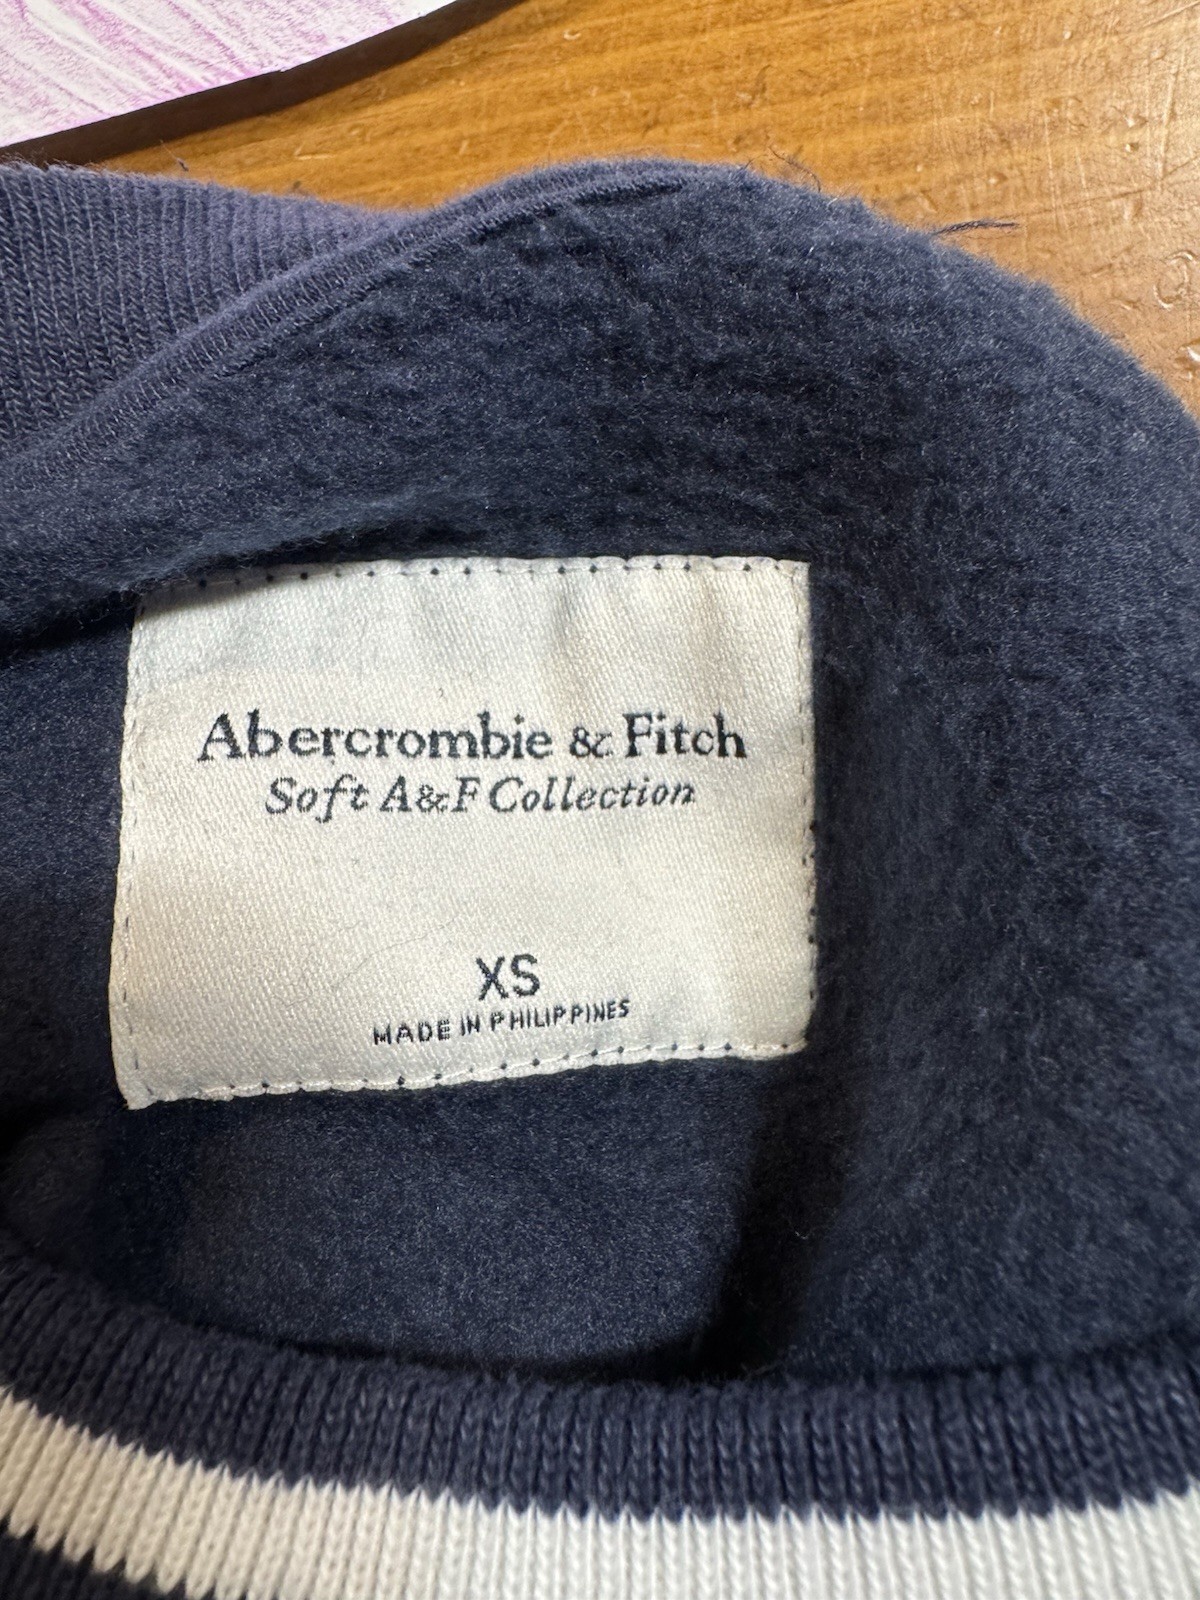 Abercrombie & Fitch
Soft A&F Collection
XS
MADE IN PHILIPPINES